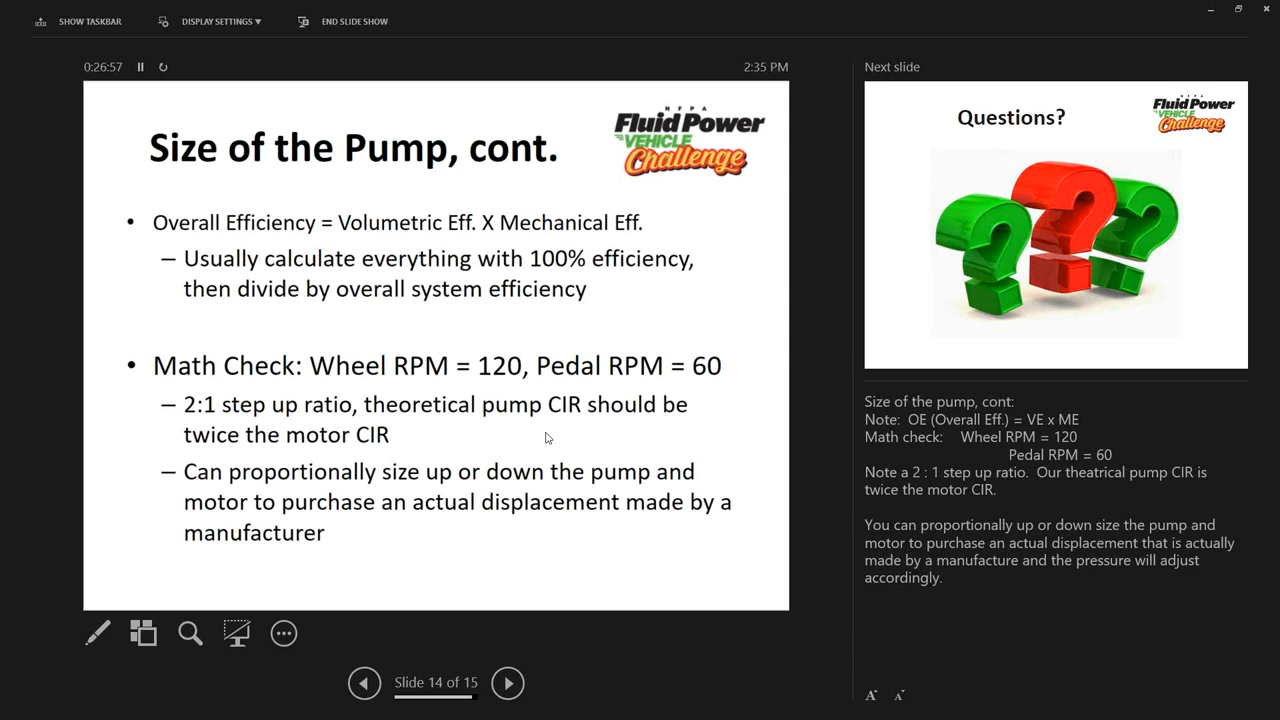 SHOW TASKBAR
DISPLAY SETTINGS ▼
END SLIDE SHOW
0:26:57
2:35 PM
Size of the Pump, cont.
NFPA
Fluid Power
VEHICLE
Challenge
• Overall Efficiency = Volumetric Eff. X Mechanical Eff.
– Usually calculate everything with 100% efficiency,
then divide by overall system efficiency
• Math Check: Wheel RPM = 120, Pedal RPM = 60
– 2:1 step up ratio, theoretical pump CIR should be
twice the motor CIR
– Can proportionally size up or down the pump and
motor to purchase an actual displacement made by a
manufacturer
Slide 14 of 15
Next slide
Questions?
NFPA
Fluid Power
VEHICLE
Challenge
Size of the pump, cont:
Note: OE (Overall Eff.) = VE x ME
Math check: Wheel RPM = 120
Pedal RPM = 60
Note a 2 : 1 step up ratio. Our theatrical pump CIR is
twice the motor CIR.
You can proportionally up or down size the pump and
motor to purchase an actual displacement that is actually
made by a manufacture and the pressure will adjust
accordingly.
A A